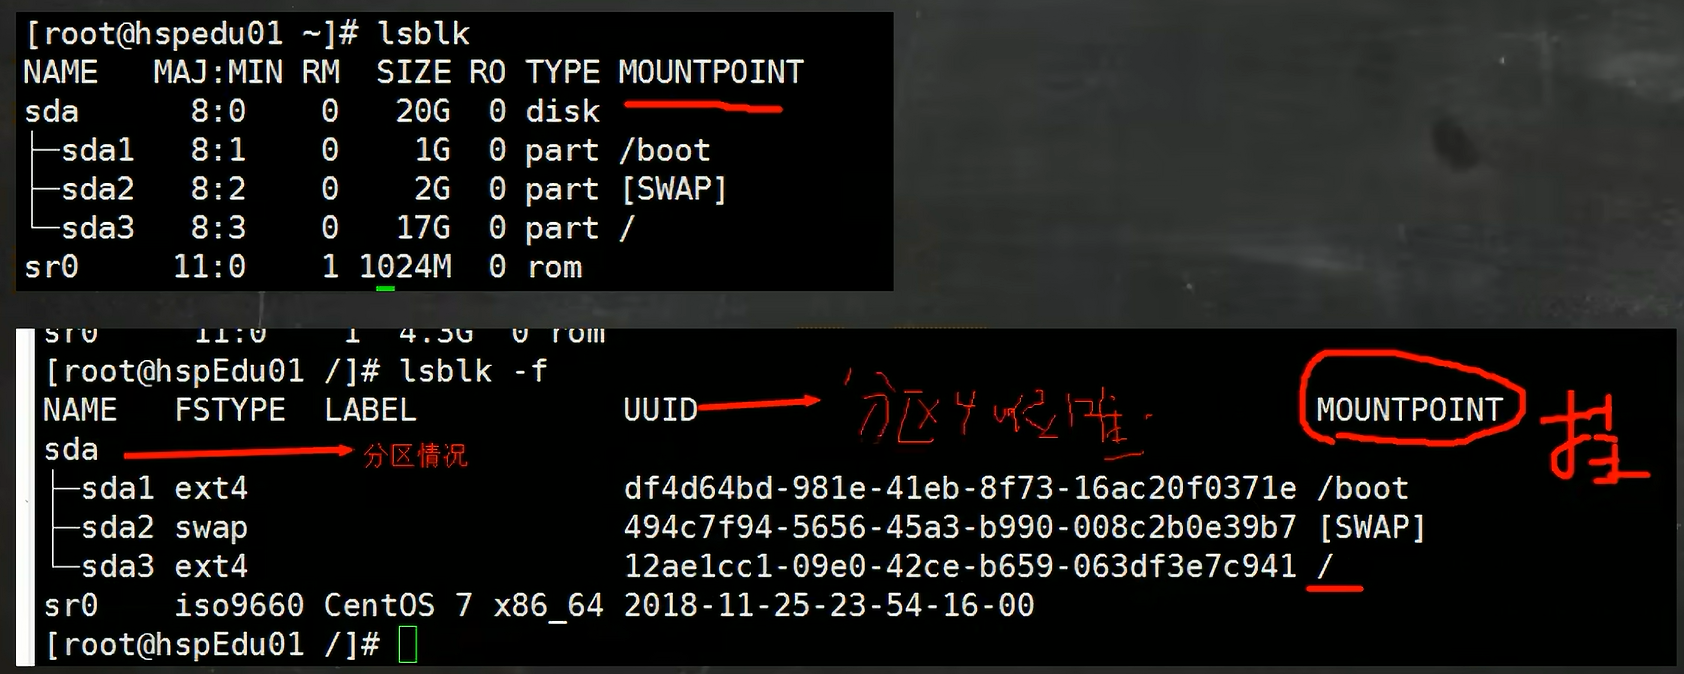 [root@hspedu01 ~]# lsblk
NAME   MAJ:MIN RM  SIZE RO TYPE MOUNTPOINT
sda      8:0    0   20G  0 disk
├─sda1   8:1    0    1G  0 part /boot
├─sda2   8:2    0    2G  0 part [SWAP]
└─sda3   8:3    0   17G  0 part /
sr0     11:0    1 1024M  0 rom
sr0     11:0    1  4.3G  0 rom
[root@hspEdu01 /]# lsblk -f
NAME   FSTYPE  LABEL           UUID                                 MOUNTPOINT 挂
sda 分区情况
├─sda1 ext4                    df4d64bd-981e-41eb-8f73-16ac20f0371e /boot
├─sda2 swap                    494c7f94-5656-45a3-b990-008c2b0e39b7 [SWAP]
└─sda3 ext4                    12ae1cc1-09e0-42ce-b659-063df3e7c941 /
sr0    iso9660 CentOS 7 x86_64 2018-11-25-23-54-16-00
[root@hspEdu01 /]#